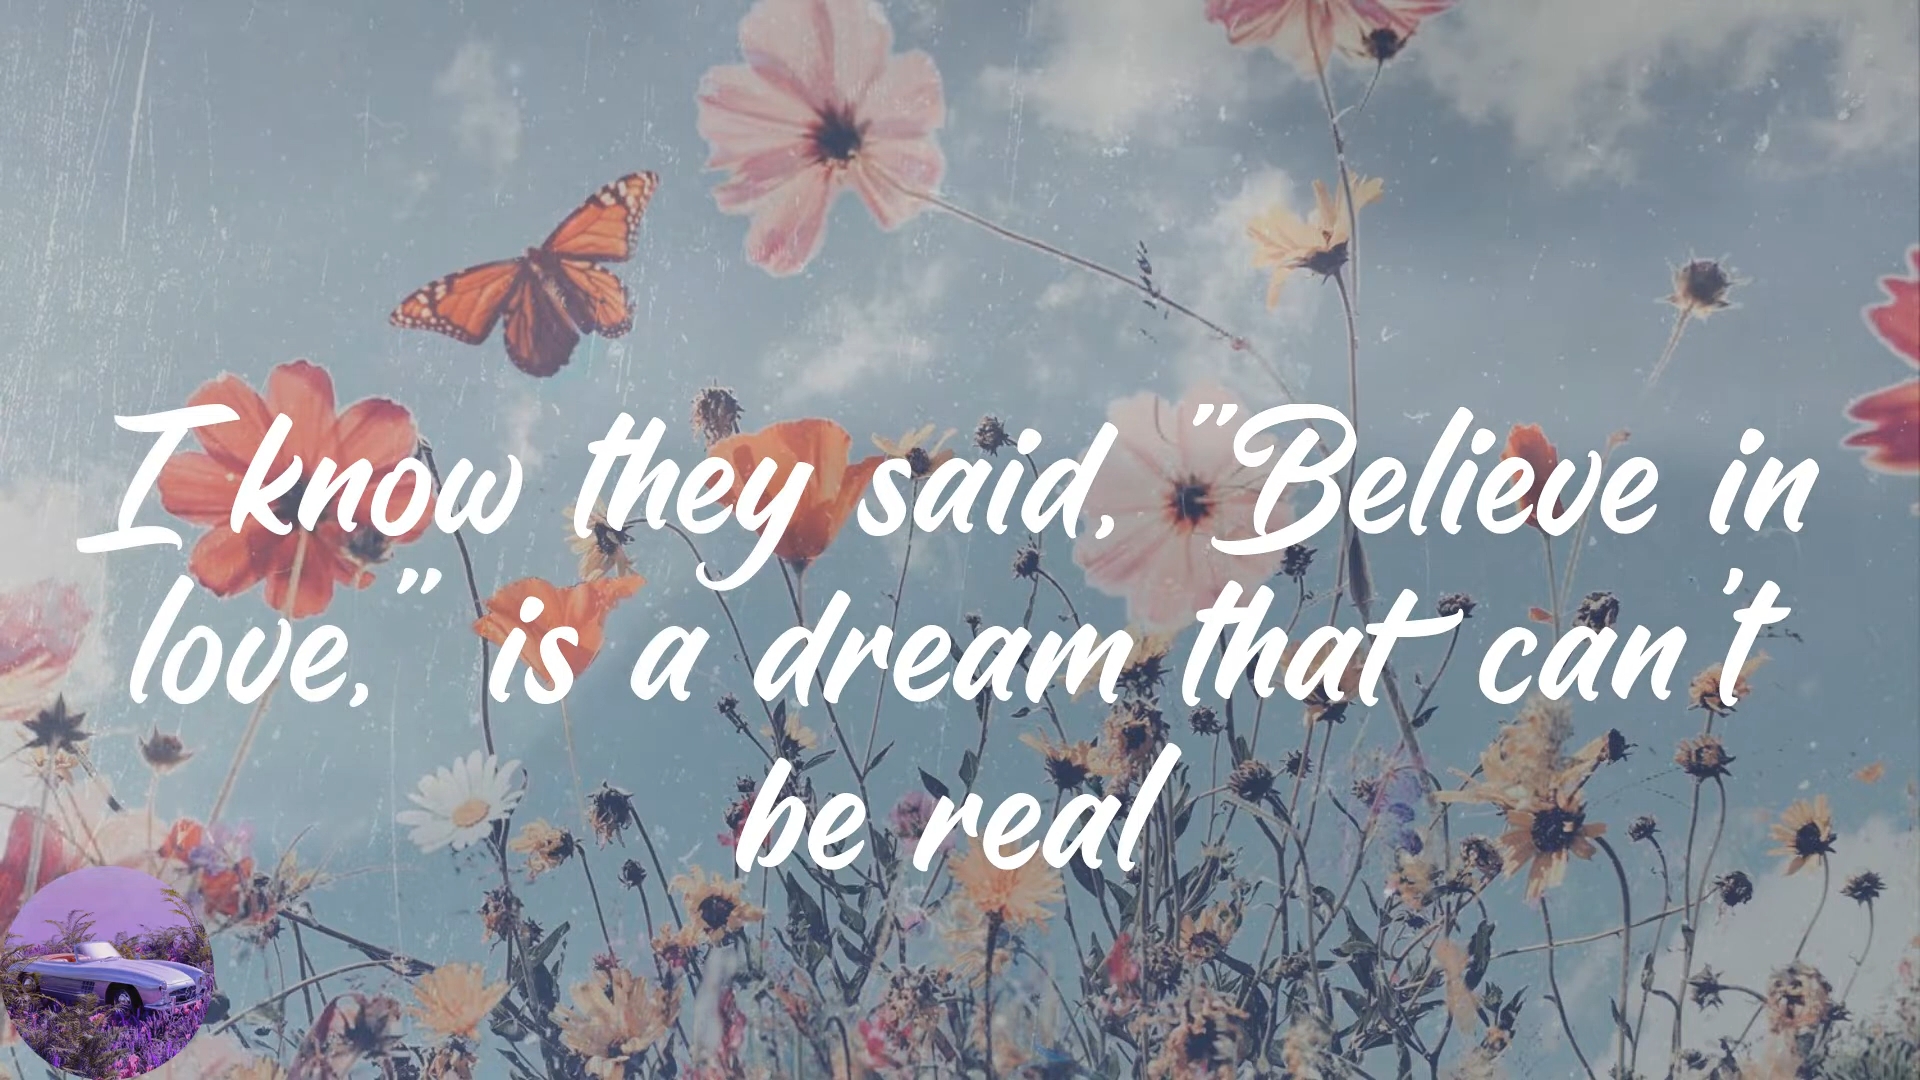 I know they said, "Believe in
love," is a dream that can't
be real